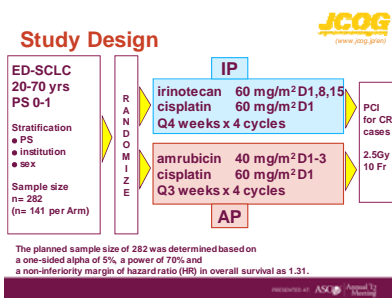 JCOG
(www.jcog.jp/en)
Study Design
ED-SCLC
20-70 yrs
PS 0-1
Stratification
● PS
● institution
● sex
Sample size
n= 282
(n= 141 per Arm)
RANDOMIZE
IP
irinotecan 60 mg/m2 D1,8,15
cisplatin 60 mg/m2 D1
Q4 weeks x 4 cycles
amrubicin 40 mg/m2 D1-3
cisplatin 60 mg/m2 D1
Q3 weeks x 4 cycles
AP
PCI
for CR
cases
2.5Gy
10 Fr
The planned sample size of 282 was determined based on
a one-sided alpha of 5%, a power of 70% and
a non-inferiority margin of hazard ratio (HR) in overall survival as 1.31.
PRESENTED AT: ASCO Annual '12 Meeting